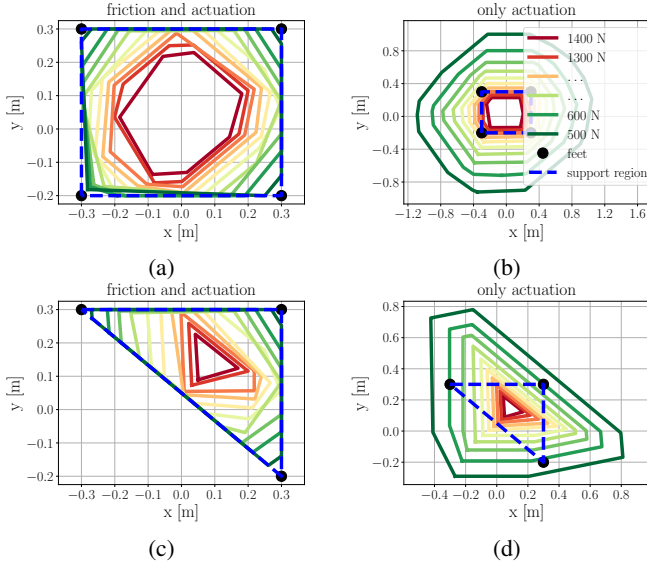 friction and actuation
y [m]
0.3
0.2
0.1
0.0
−0.1
−0.2
−0.3 −0.2 −0.1 0.0 0.1 0.2 0.3
x [m]
(a)
only actuation
y [m]
0.8
0.4
0.0
−0.4
−0.8
−1.2 −0.8 −0.4 0.0 0.4 0.8 1.2 1.6
x [m]
1400 N
1300 N
. . .
. . .
600 N
500 N
feet
support region
(b)
friction and actuation
y [m]
0.3
0.2
0.1
0.0
−0.1
−0.2
−0.3 −0.2 −0.1 0.0 0.1 0.2 0.3
x [m]
(c)
only actuation
y [m]
0.8
0.6
0.4
0.2
0.0
−0.2
−0.4 −0.2 0.0 0.2 0.4 0.6 0.8
x [m]
(d)